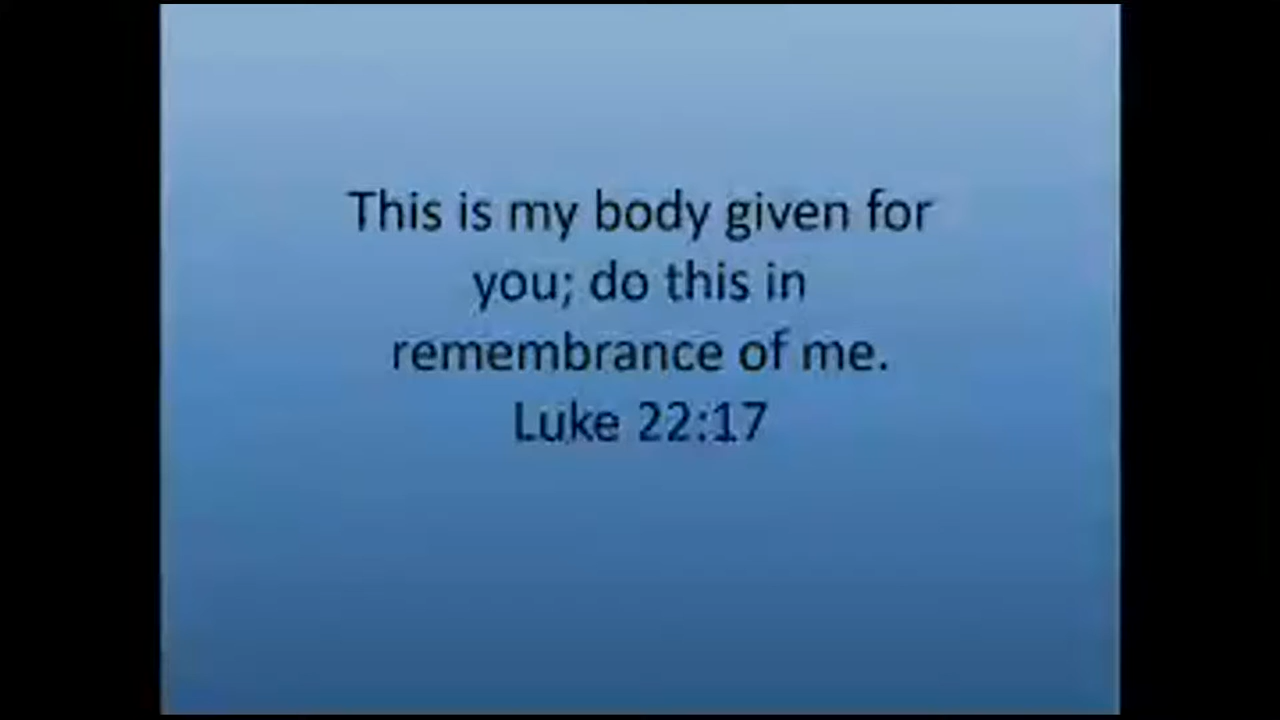 This is my body given for
you; do this in
remembrance of me.
Luke 22:17